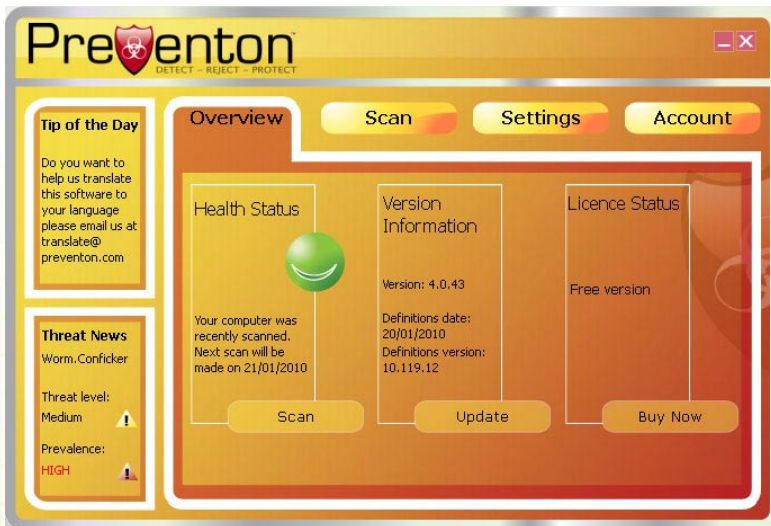 Preventon
DETECT – REJECT – PROTECT
Tip of the Day
Do you want to
help us translate
this software to
your language
please email us at
translate@
preventon.com
Threat News
Worm.Conficker
Threat level:
Medium
Prevalence:
HIGH
Overview
Scan
Settings
Account
Health Status
Your computer was
recently scanned.
Next scan will be
made on 21/01/2010
Scan
Version
Information
Version: 4.0.43
Definitions date:
20/01/2010
Definitions version:
10.119.12
Update
Licence Status
Free version
Buy Now